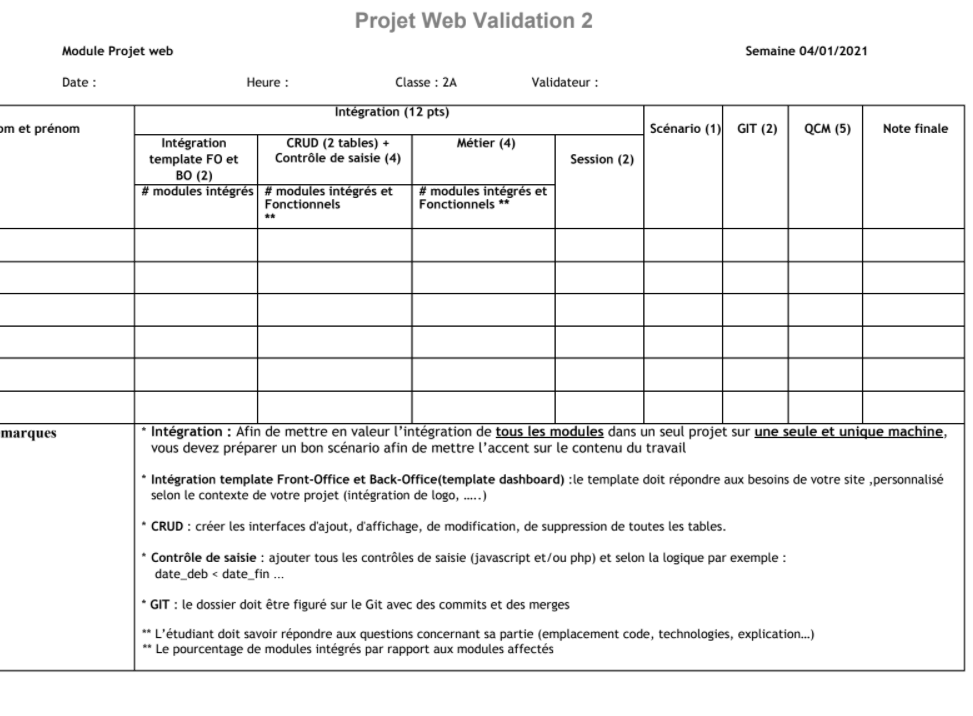 Projet Web Validation 2
Module Projet web
Semaine 04/01/2021
Date :
Heure :
Classe : 2A
Validateur :
om et prénom
Intégration (12 pts)
Scénario (1)
GIT (2)
QCM (5)
Note finale
Intégration
template FO et
BO (2)
CRUD (2 tables) +
Contrôle de saisie (4)
Métier (4)
Session (2)
# modules intégrés
# modules intégrés et
Fonctionnels
**
# modules intégrés et
Fonctionnels **
marques
* Intégration : Afin de mettre en valeur l'intégration de tous les modules dans un seul projet sur une seule et unique machine,
vous devez préparer un bon scénario afin de mettre l'accent sur le contenu du travail
* Intégration template Front-Office et Back-Office(template dashboard) :le template doit répondre aux besoins de votre site ,personnalisé
selon le contexte de votre projet (intégration de logo, …..)
* CRUD : créer les interfaces d'ajout, d'affichage, de modification, de suppression de toutes les tables.
* Contrôle de saisie : ajouter tous les contrôles de saisie (javascript et/ou php) et selon la logique par exemple :
date_deb < date_fin ...
* GIT : le dossier doit être figuré sur le Git avec des commits et des merges
** L'étudiant doit savoir répondre aux questions concernant sa partie (emplacement code, technologies, explication…)
** Le pourcentage de modules intégrés par rapport aux modules affectés